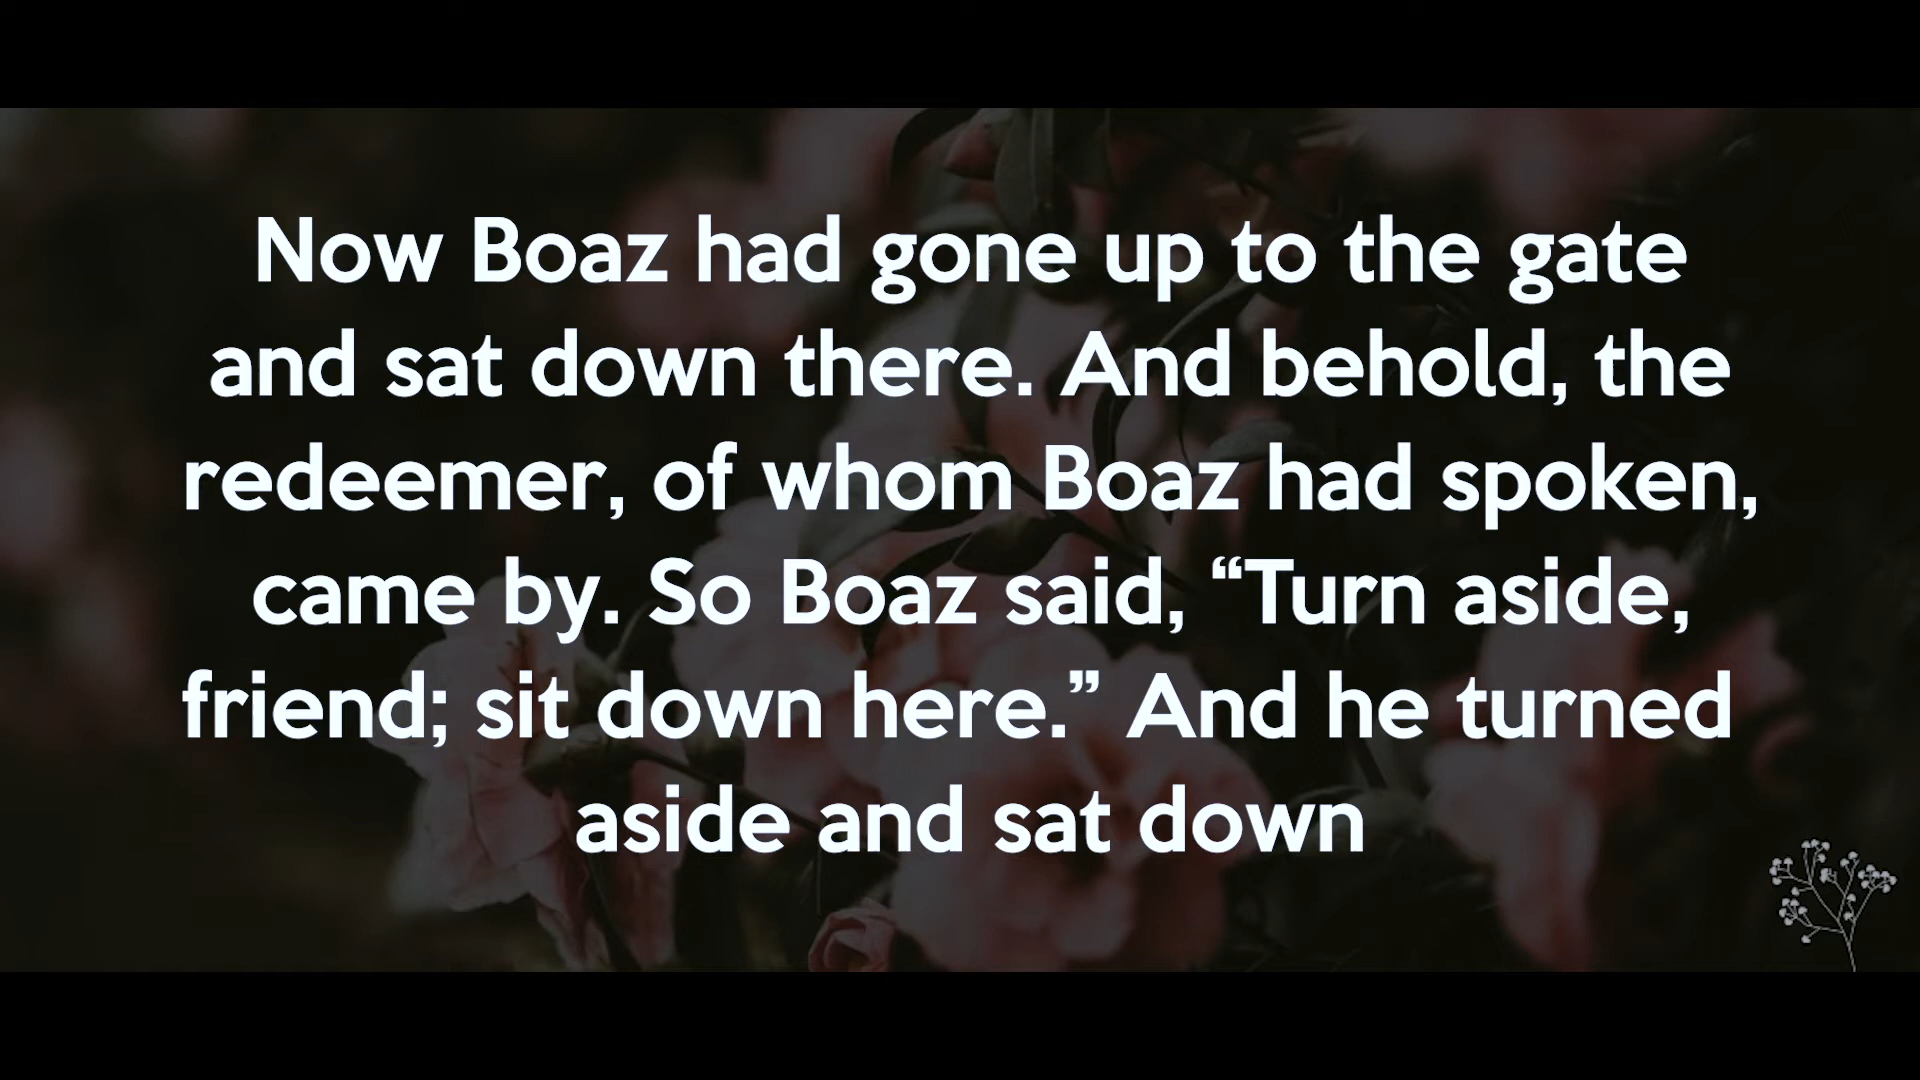 Now Boaz had gone up to the gate
and sat down there. And behold, the
redeemer, of whom Boaz had spoken,
came by. So Boaz said, “Turn aside,
friend; sit down here.” And he turned
aside and sat down